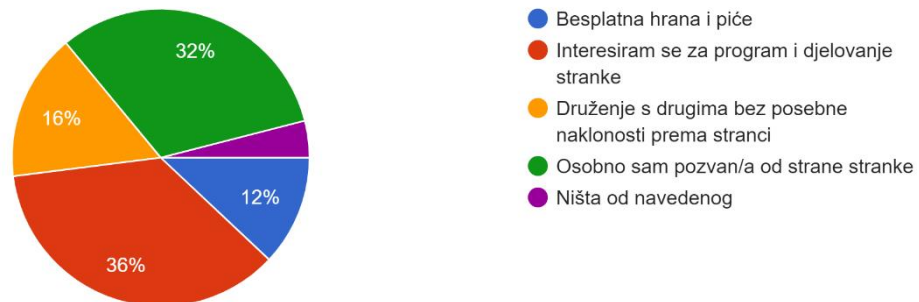 32%
16%
12%
36%
Besplatna hrana i piće
Interesiram se za program i djelovanje
stranke
Druženje s drugima bez posebne
naklonosti prema stranci
Osobno sam pozvan/a od strane stranke
Ništa od navedenog